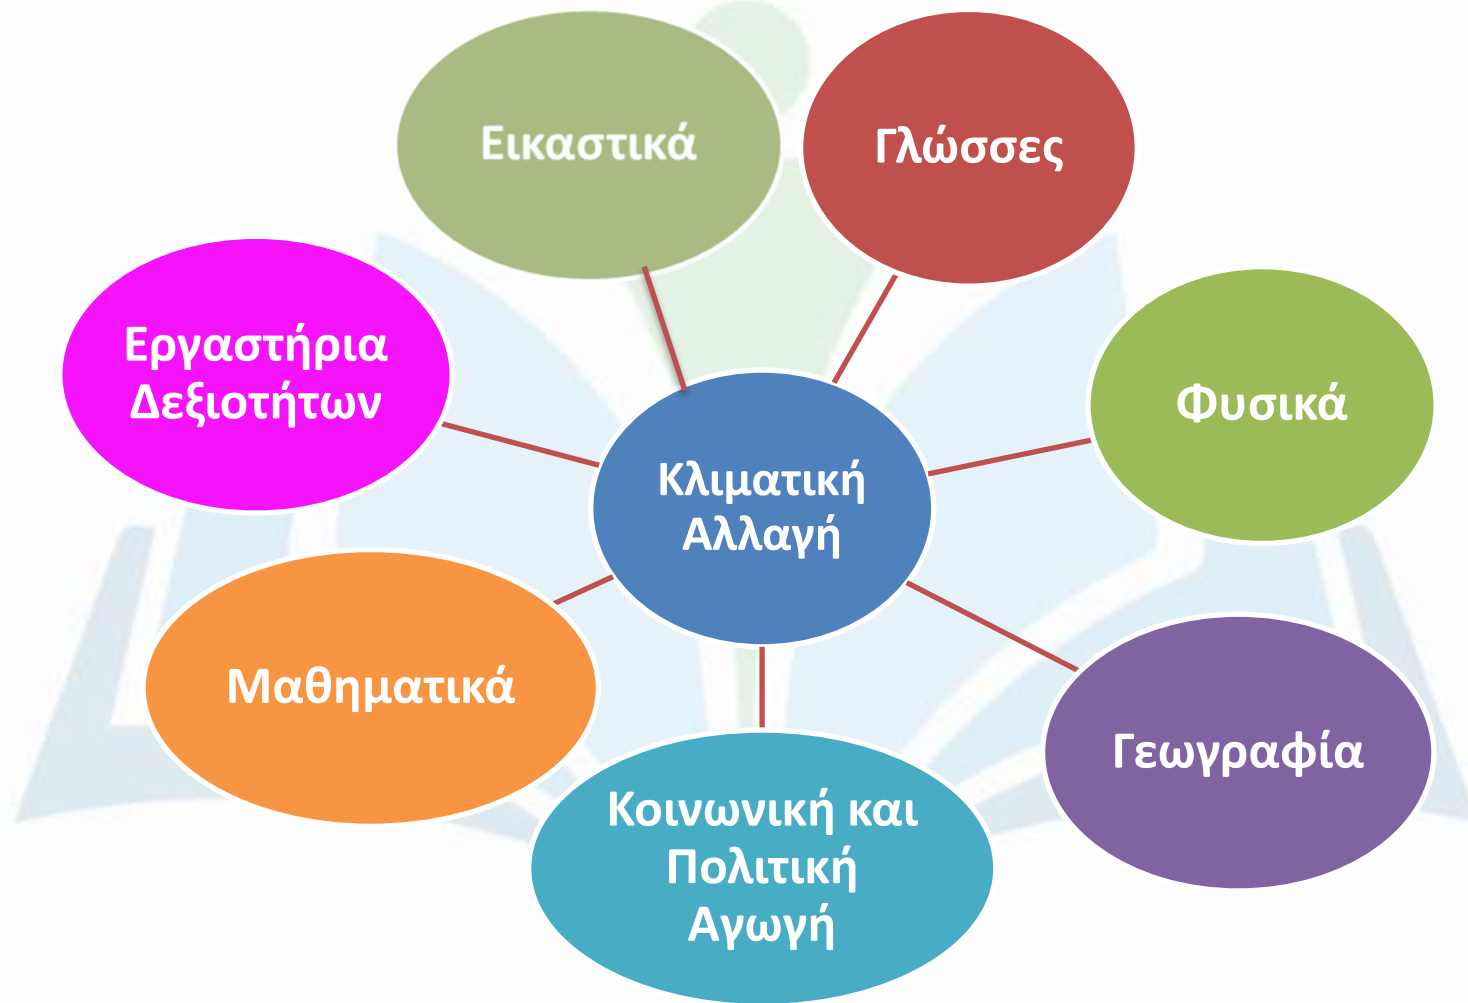 Εικαστικά
Γλώσσες
Εργαστήρια
Δεξιοτήτων
Φυσικά
Κλιματική
Αλλαγή
Μαθηματικά
Γεωγραφία
Κοινωνική και
Πολιτική
Αγωγή